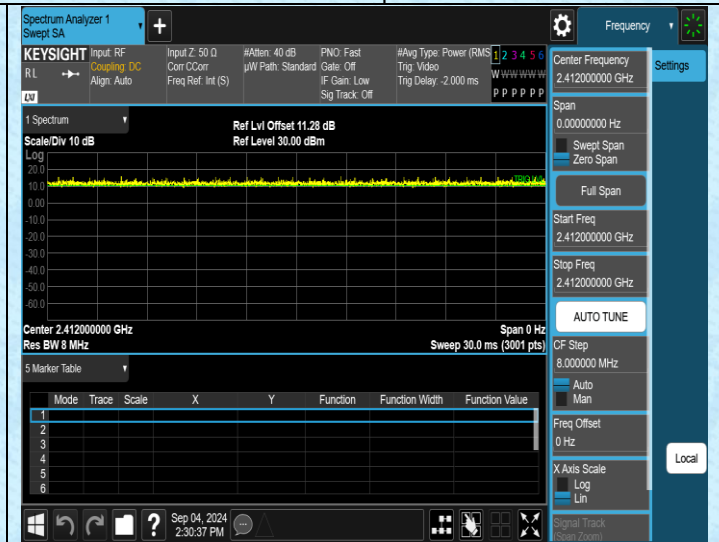 Spectrum Analyzer 1
Swept SA
Frequency
KEYSIGHT
RL
LXI
Input: RF
Coupling: DC
Align: Auto
Input Z: 50 Ω
Corr CCorr
Freq Ref: Int (S)
#Atten: 40 dB
µW Path: Standard
PNO: Fast
Gate: Off
IF Gain: Low
Sig Track: Off
#Avg Type: Power (RMS
Trig: Video
Trig Delay: -2.000 ms
1 2 3 4 5 6
W W W W W W
P P P P P P
Center Frequency
2.412000000 GHz
Settings
Span
0.00000000 Hz
Swept Span
Zero Span
Full Span
Start Freq
2.412000000 GHz
Stop Freq
2.412000000 GHz
AUTO TUNE
CF Step
8.000000 MHz
Auto
Man
Freq Offset
0 Hz
X Axis Scale
Log
Lin
Signal Track
(Span Zoom)
Local
1 Spectrum
Scale/Div 10 dB
Ref Lvl Offset 11.28 dB
Ref Level 30.00 dBm
Log
20.0
10.0
0.00
-10.0
-20.0
-30.0
-40.0
-50.0
-60.0
Center 2.412000000 GHz
Span 0 Hz
Res BW 8 MHz
Sweep 30.0 ms (3001 pts)
5 Marker Table
Mode Trace Scale X Y Function Function Width Function Value
1
2
3
4
5
6
?
Sep 04, 2024
2:30:37 PM